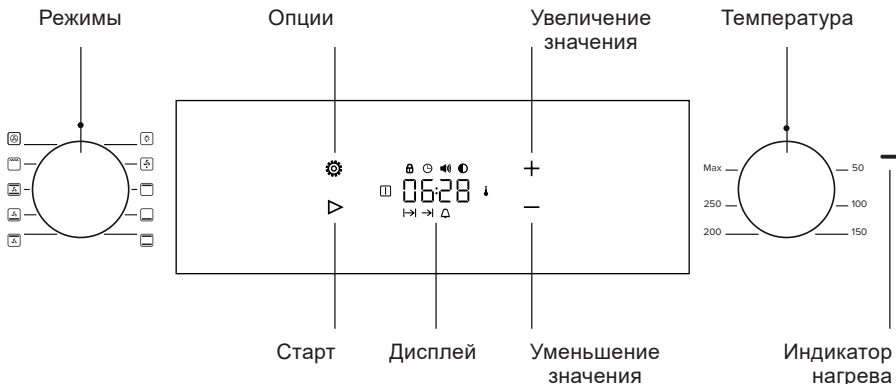 Режимы
Опции
Увеличение
значения
Температура
06:28
Max
250
200
50
100
150
Старт
Дисплей
Уменьшение
значения
Индикатор
нагрева